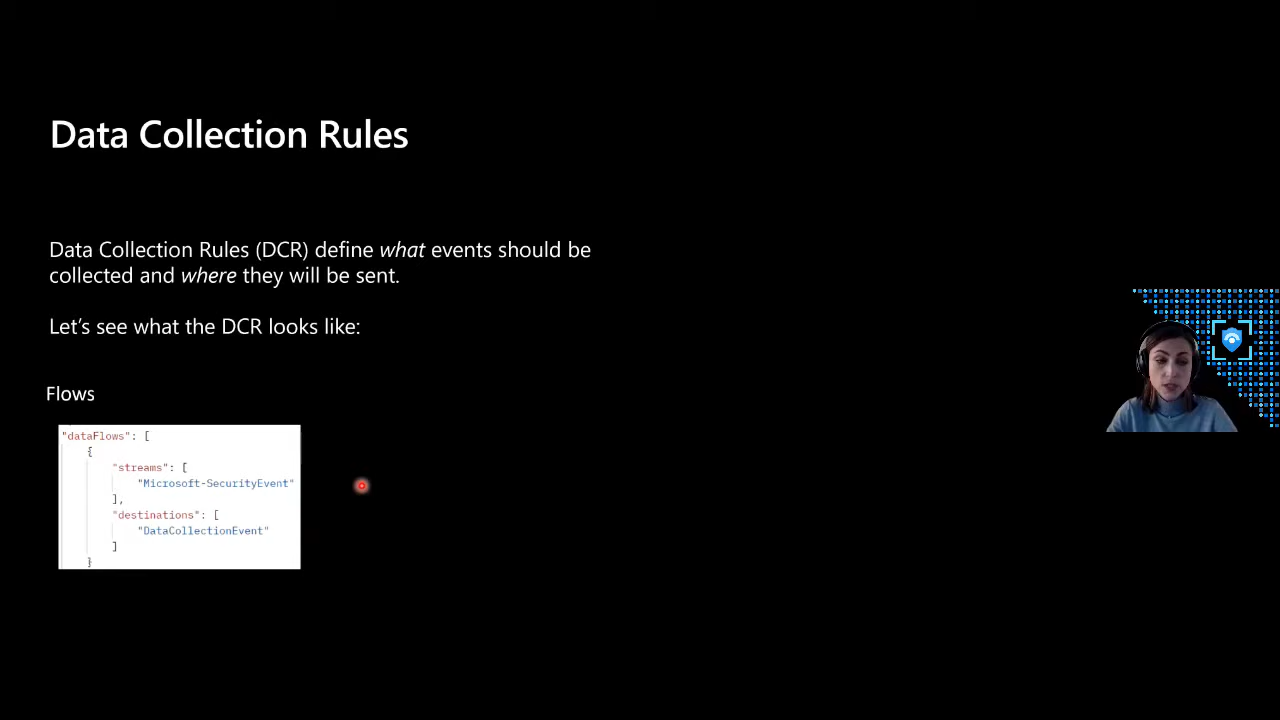 Data Collection Rules
Data Collection Rules (DCR) define what events should be
collected and where they will be sent.
Let’s see what the DCR looks like:
Flows
"dataFlows": [
{
"streams": [
"Microsoft-SecurityEvent"
],
"destinations": [
"DataCollectionEvent"
]
}